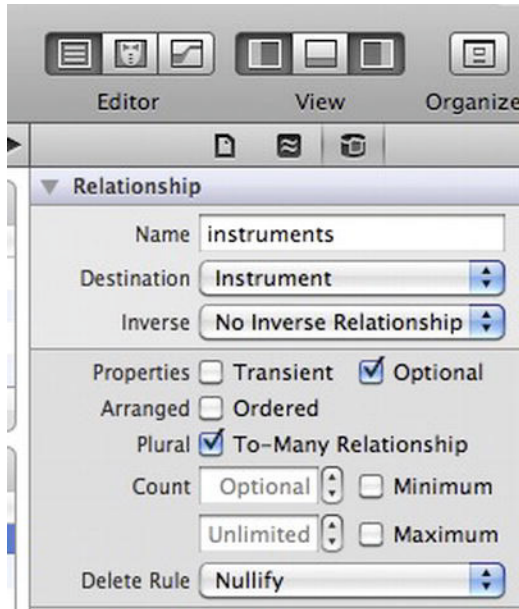 Editor View Organize
Relationship
Name instruments
Destination Instrument
Inverse No Inverse Relationship
Properties Transient Optional
Arranged Ordered
Plural To-Many Relationship
Count Optional Minimum
Unlimited Maximum
Delete Rule Nullify